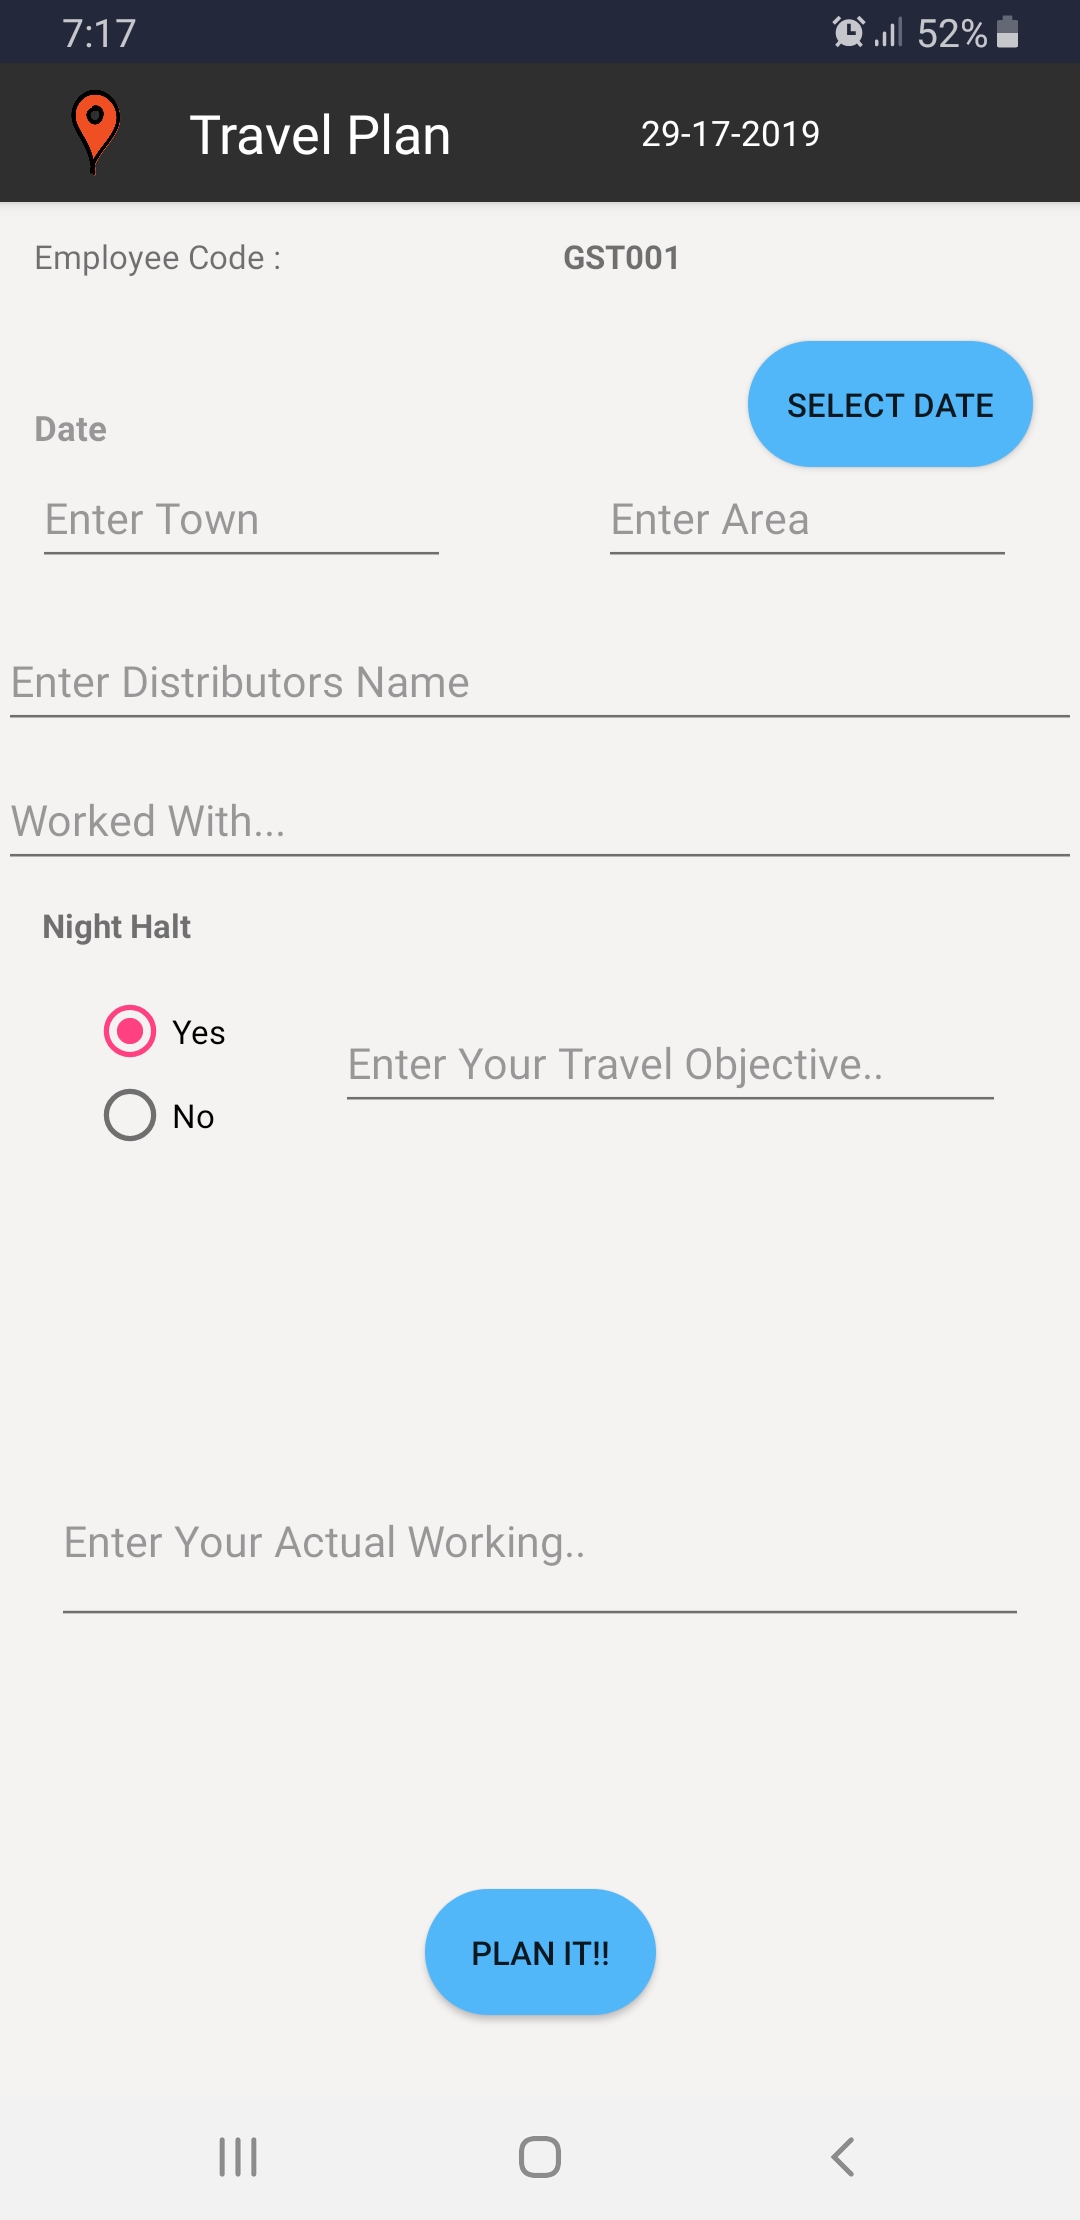 7:17 52%
Travel Plan 29-17-2019
Employee Code : GST001
SELECT DATE
Date
Enter Town Enter Area
Enter Distributors Name
Worked With...
Night Halt
Yes
Enter Your Travel Objective..
No
Enter Your Actual Working..
PLAN IT!!